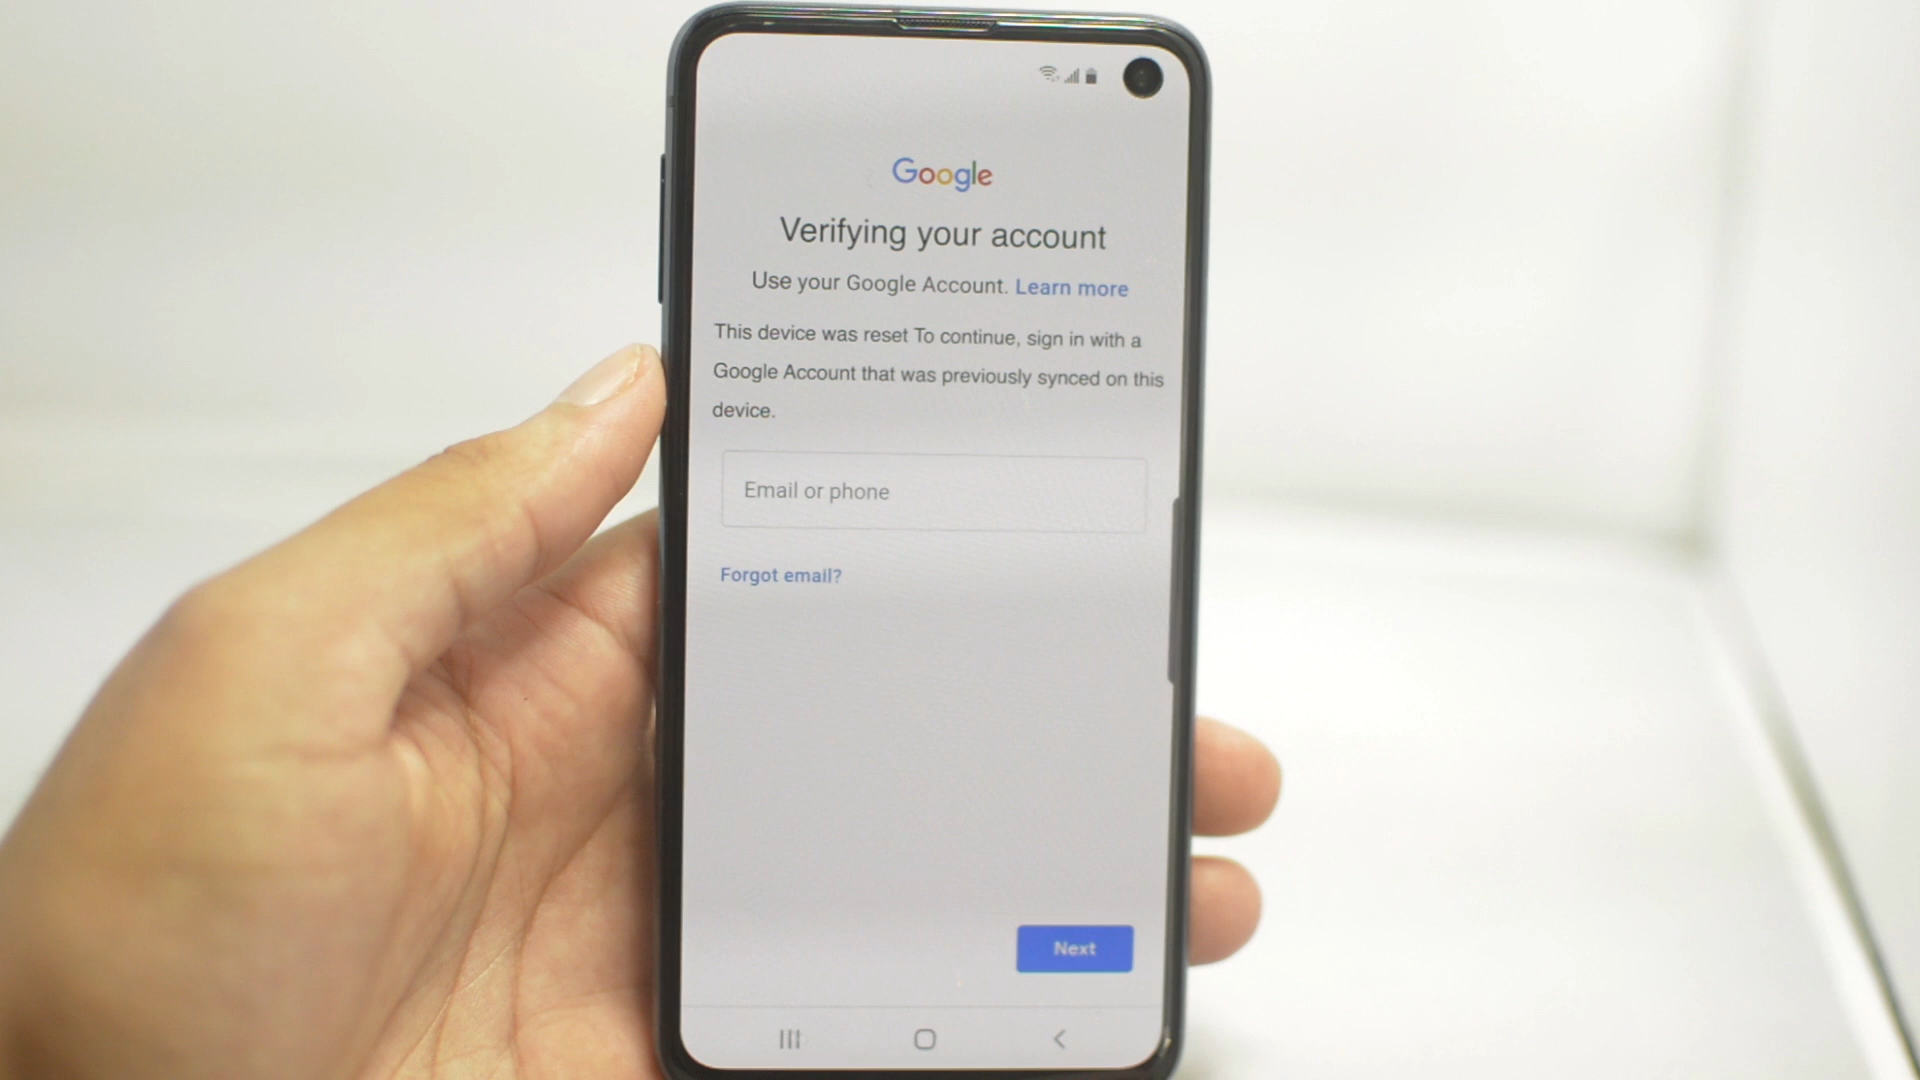 Google
Verifying your account
Use your Google Account. Learn more
This device was reset To continue, sign in with a
Google Account that was previously synced on this
device.
Email or phone
Forgot email?
Next